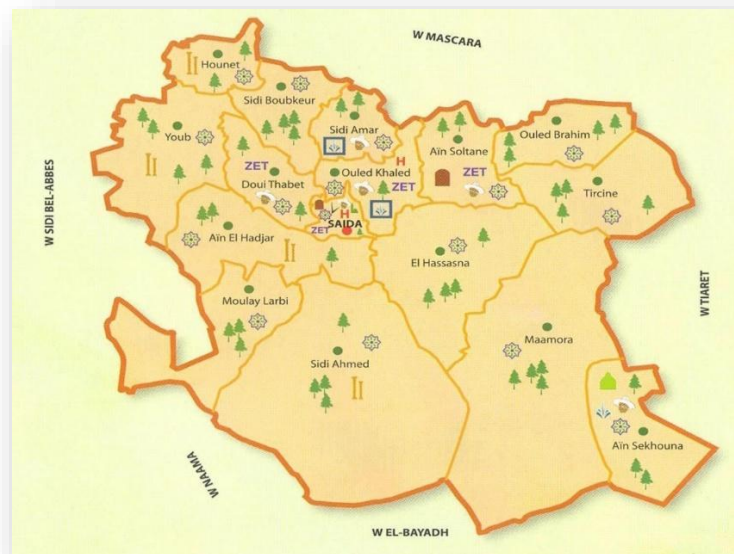 W MASCARA
Hounet
Sidi Boubkeur
Sidi Amar
Ouled Brahim
Youb
Aïn Soltane
ZET
Ouled Khaled
H
ZET
ZET
Doui Thabet
Tircine
W SIDI BEL-ABBES
H
SAIDA
ZET
Aïn El Hadjar
El Hassasna
W TIARET
Moulay Larbi
Maamora
Sidi Ahmed
Aïn Sekhouna
W NAAMA
W EL-BAYADH